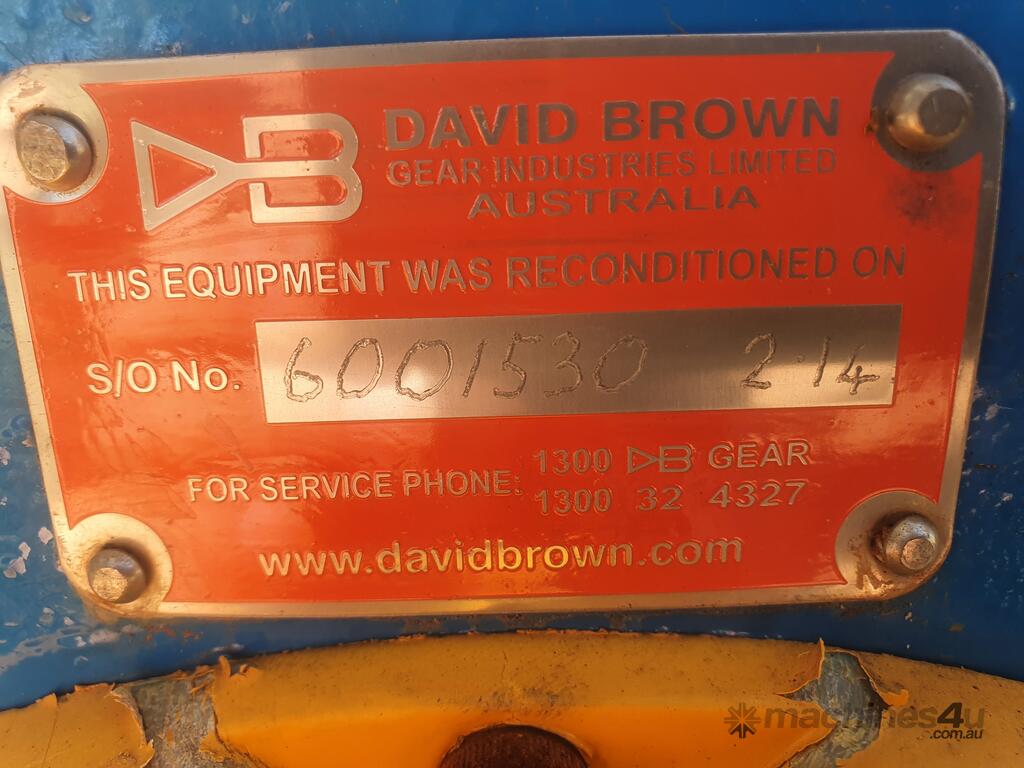 DB DAVID BROWN
GEAR INDUSTRIES LIMITED
AUSTRALIA
THIS EQUIPMENT WAS RECONDITIONED ON
S/O No. 6001530 2·14
FOR SERVICE PHONE: 1300 DB GEAR
1300 32 4327
www.davidbrown.com
machines4u
.com.au